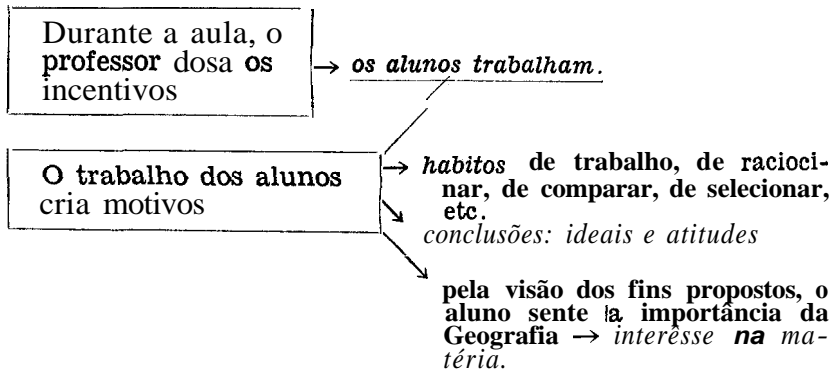 Durante a aula, o
professor dosa os
incentivos
→ os alunos trabalham.
O trabalho dos alunos
cria motivos
→ habitos de trabalho, de racioci-
nar, de comparar, de selecionar,
etc.
conclusões: ideais e atitudes
pela visão dos fins propostos, o
aluno sente a importância da
Geografia → interêsse na ma-
téria.